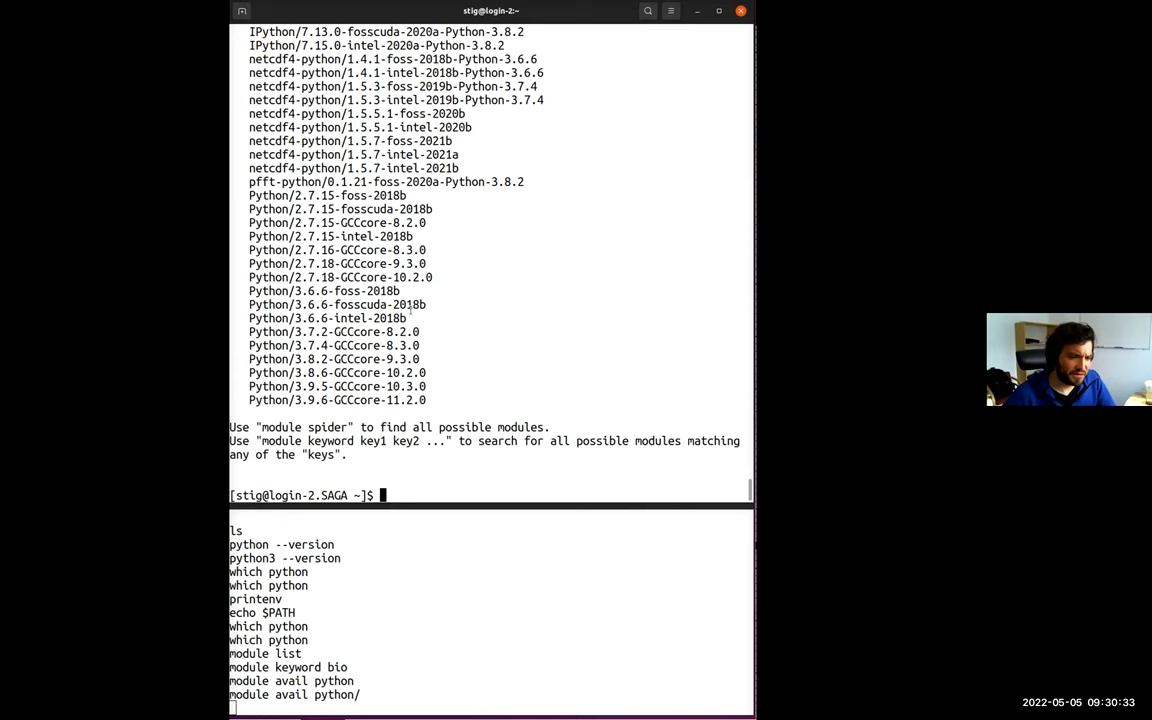 stig@login-2:~
IPython/7.13.0-fosscuda-2020a-Python-3.8.2
IPython/7.15.0-intel-2020a-Python-3.8.2
netcdf4-python/1.4.1-foss-2018b-Python-3.6.6
netcdf4-python/1.4.1-intel-2018b-Python-3.6.6
netcdf4-python/1.5.3-foss-2019b-Python-3.7.4
netcdf4-python/1.5.3-intel-2019b-Python-3.7.4
netcdf4-python/1.5.5.1-foss-2020b
netcdf4-python/1.5.5.1-intel-2020b
netcdf4-python/1.5.7-foss-2021b
netcdf4-python/1.5.7-intel-2021a
netcdf4-python/1.5.7-intel-2021b
pfft-python/0.1.21-foss-2020a-Python-3.8.2
Python/2.7.15-foss-2018b
Python/2.7.15-fosscuda-2018b
Python/2.7.15-GCCcore-8.2.0
Python/2.7.15-intel-2018b
Python/2.7.16-GCCcore-8.3.0
Python/2.7.18-GCCcore-9.3.0
Python/2.7.18-GCCcore-10.2.0
Python/3.6.6-foss-2018b
Python/3.6.6-fosscuda-2018b
Python/3.6.6-intel-2018b
Python/3.7.2-GCCcore-8.2.0
Python/3.7.4-GCCcore-8.3.0
Python/3.8.2-GCCcore-9.3.0
Python/3.8.6-GCCcore-10.2.0
Python/3.9.5-GCCcore-10.3.0
Python/3.9.6-GCCcore-11.2.0
Use "module spider" to find all possible modules.
Use "module keyword key1 key2 ..." to search for all possible modules matching
any of the "keys".
[stig@login-2.SAGA ~]$
ls
python --version
python3 --version
which python
which python
printenv
echo $PATH
which python
which python
module list
module keyword bio
module avail python
module avail python/
2022-05-05 09:30:33